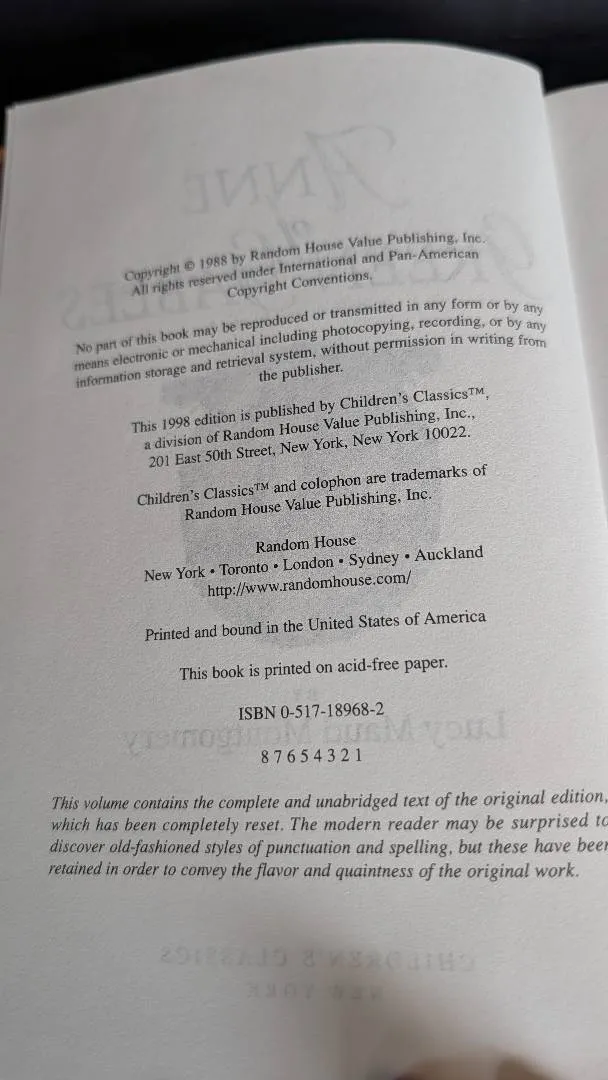 Copyright © 1988 by Random House Value Publishing, Inc.
All rights reserved under International and Pan-American
Copyright Conventions.
No part of this book may be reproduced or transmitted in any form or by any
means electronic or mechanical including photocopying, recording, or by any
information storage and retrieval system, without permission in writing from
the publisher.
This 1998 edition is published by Children's Classics™,
a division of Random House Value Publishing, Inc.,
201 East 50th Street, New York, New York 10022.
Children's Classics™ and colophon are trademarks of
Random House Value Publishing, Inc.
Random House
New York • Toronto • London • Sydney • Auckland
http://www.randomhouse.com/
Printed and bound in the United States of America
This book is printed on acid-free paper.
ISBN 0-517-18968-2
8 7 6 5 4 3 2 1
This volume contains the complete and unabridged text of the original edition,
which has been completely reset. The modern reader may be surprised to
discover old-fashioned styles of punctuation and spelling, but these have been
retained in order to convey the flavor and quaintness of the original work.